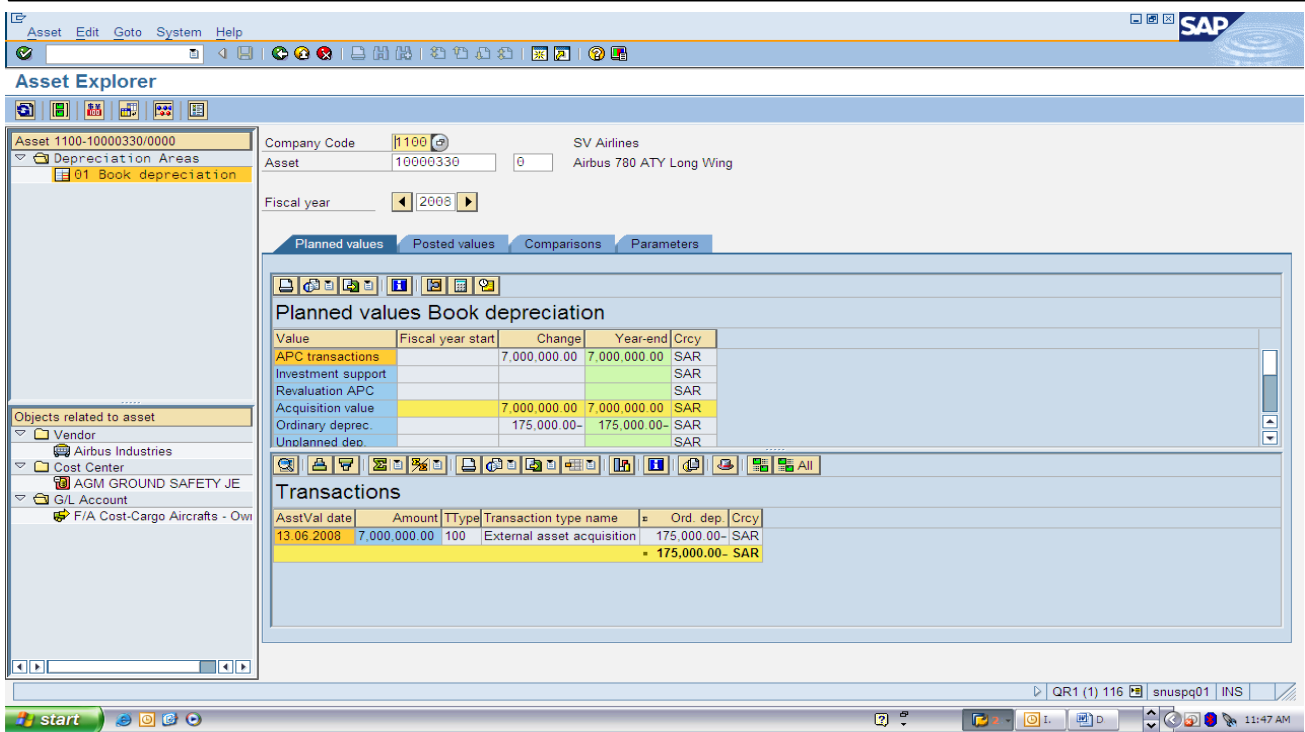 Asset Edit Goto System Help
SAP
Asset Explorer
Asset 1100-10000330/0000
Depreciation Areas
01 Book depreciation
Company Code 1100 SV Airlines
Asset 10000330 0 Airbus 780 ATY Long Wing
Fiscal year 2008
Planned values Posted values Comparisons Parameters
Planned values Book depreciation
Value Fiscal year start Change Year-end Crcy
APC transactions 7,000,000.00 7,000,000.00 SAR
Investment support SAR
Revaluation APC SAR
Acquisition value 7,000,000.00 7,000,000.00 SAR
Ordinary deprec. 175,000.00- 175,000.00- SAR
Unplanned dep. SAR
Objects related to asset
Vendor
Airbus Industries
Cost Center
AGM GROUND SAFETY JE
G/L Account
F/A Cost-Cargo Aircrafts - Own
All
Transactions
AsstVal date Amount TType Transaction type name Ord. dep. Crcy
13.06.2008 7,000,000.00 100 External asset acquisition 175,000.00- SAR
175,000.00- SAR
QR1 (1) 116 snuspq01 INS
start 2 I. D 11:47 AM